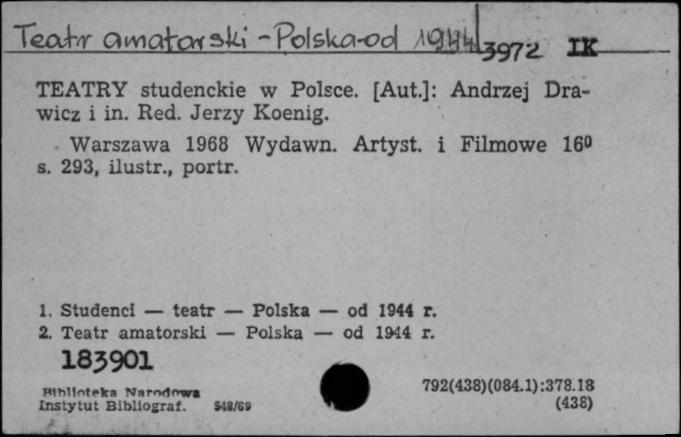 Teatr amatorski - Polska-od 1944
3972 IK
TEATRY studenckie w Polsce. [Aut.]: Andrzej Dra-
wicz i in. Red. Jerzy Koenig.
Warszawa 1968 Wydawn. Artyst. i Filmowe 16⁰
s. 293, ilustr., portr.
1. Studenci — teatr — Polska — od 1944 r.
2. Teatr amatorski — Polska — od 1944 r.
183901
Biblioteka Narodowa
Instytut Bibliograf. 548/69
792(438)(084.1):378.18
(438)